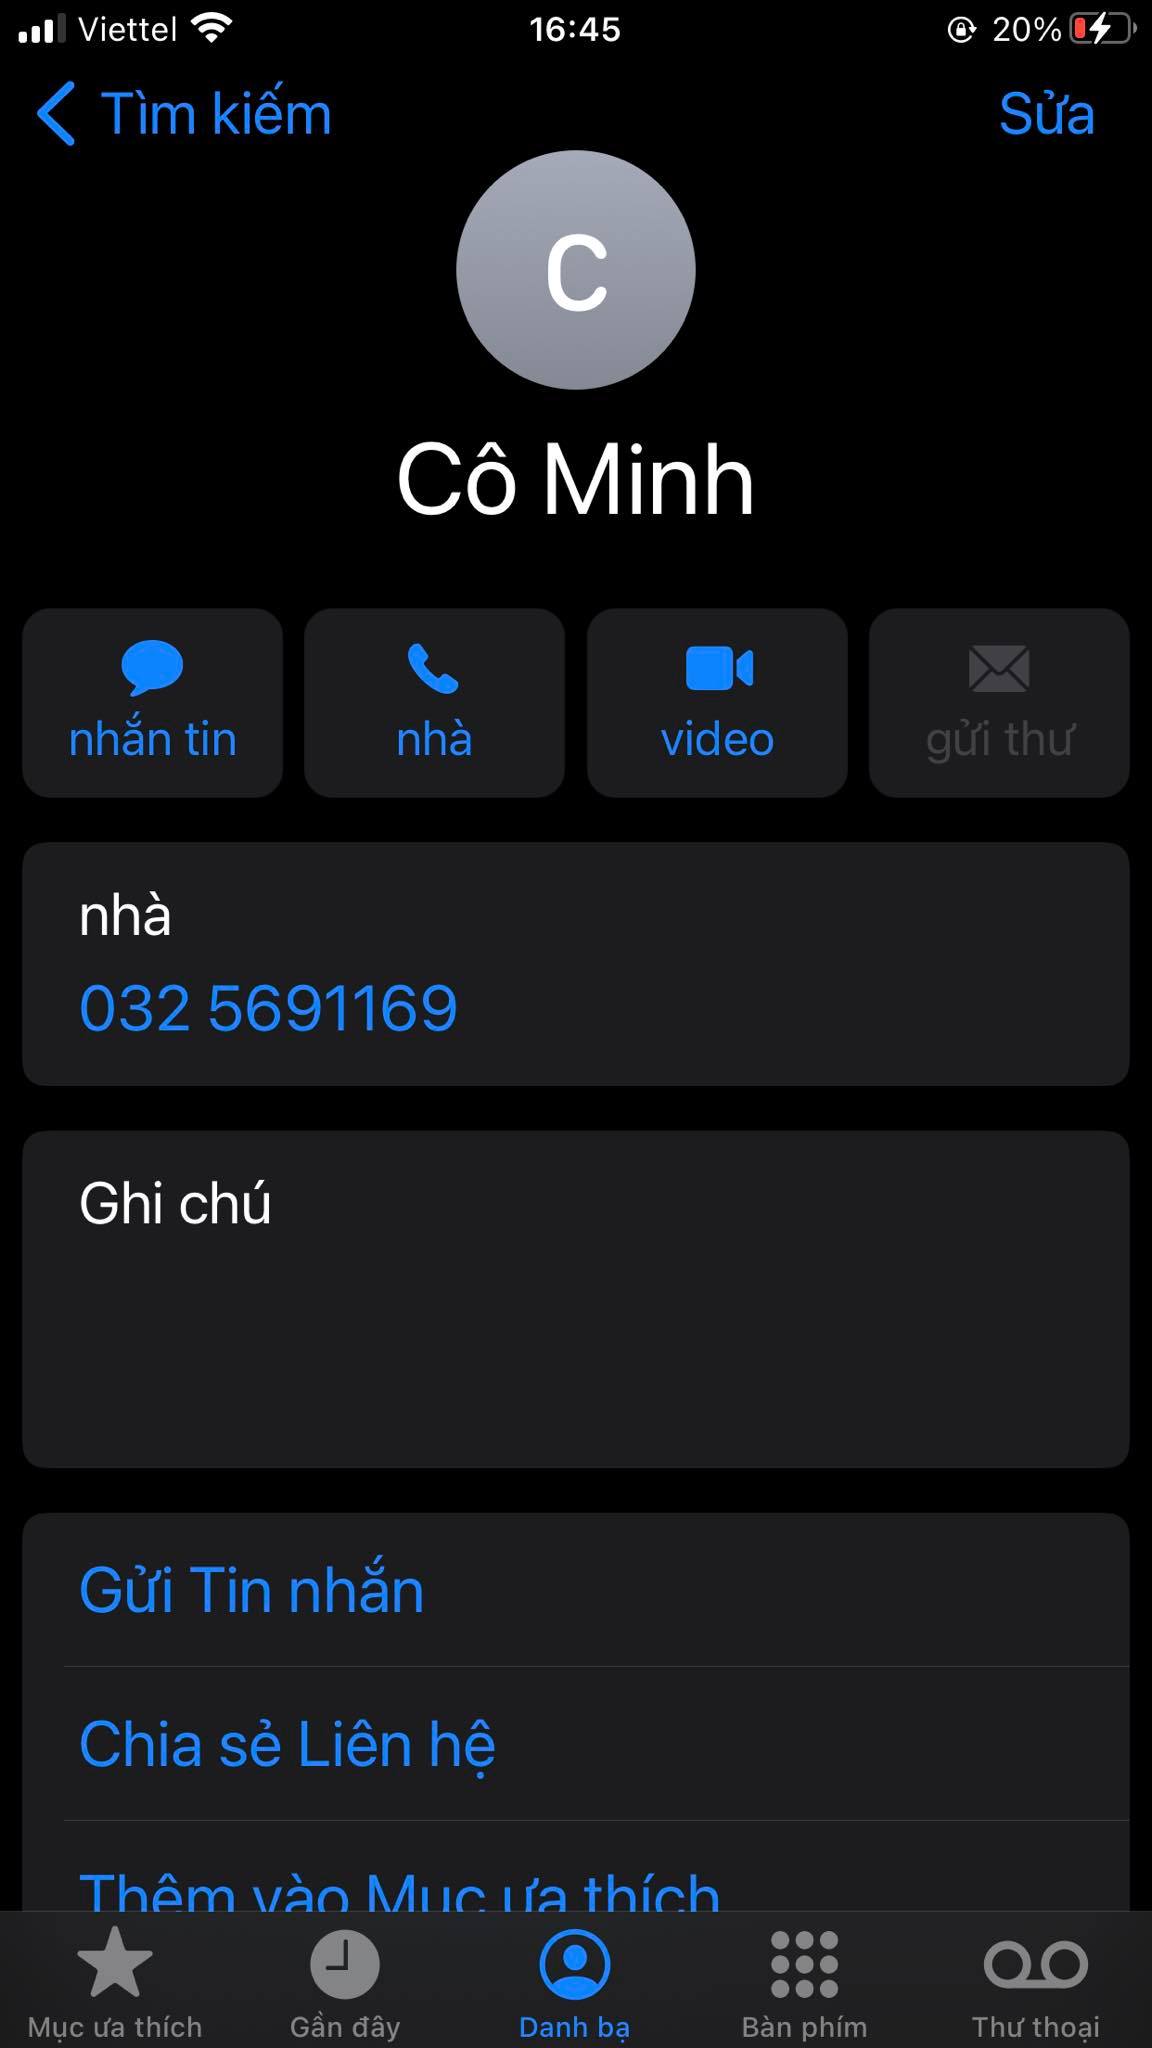 Viettel 16:45 20%
Tìm kiếm Sửa
C
Cô Minh
nhắn tin nhà video gửi thư
nhà
032 5691169
Ghi chú
Gửi Tin nhắn
Chia sẻ Liên hệ
Thêm vào Mục ưa thích
Mục ưa thích Gần đây Danh bạ Bàn phím Thư thoại